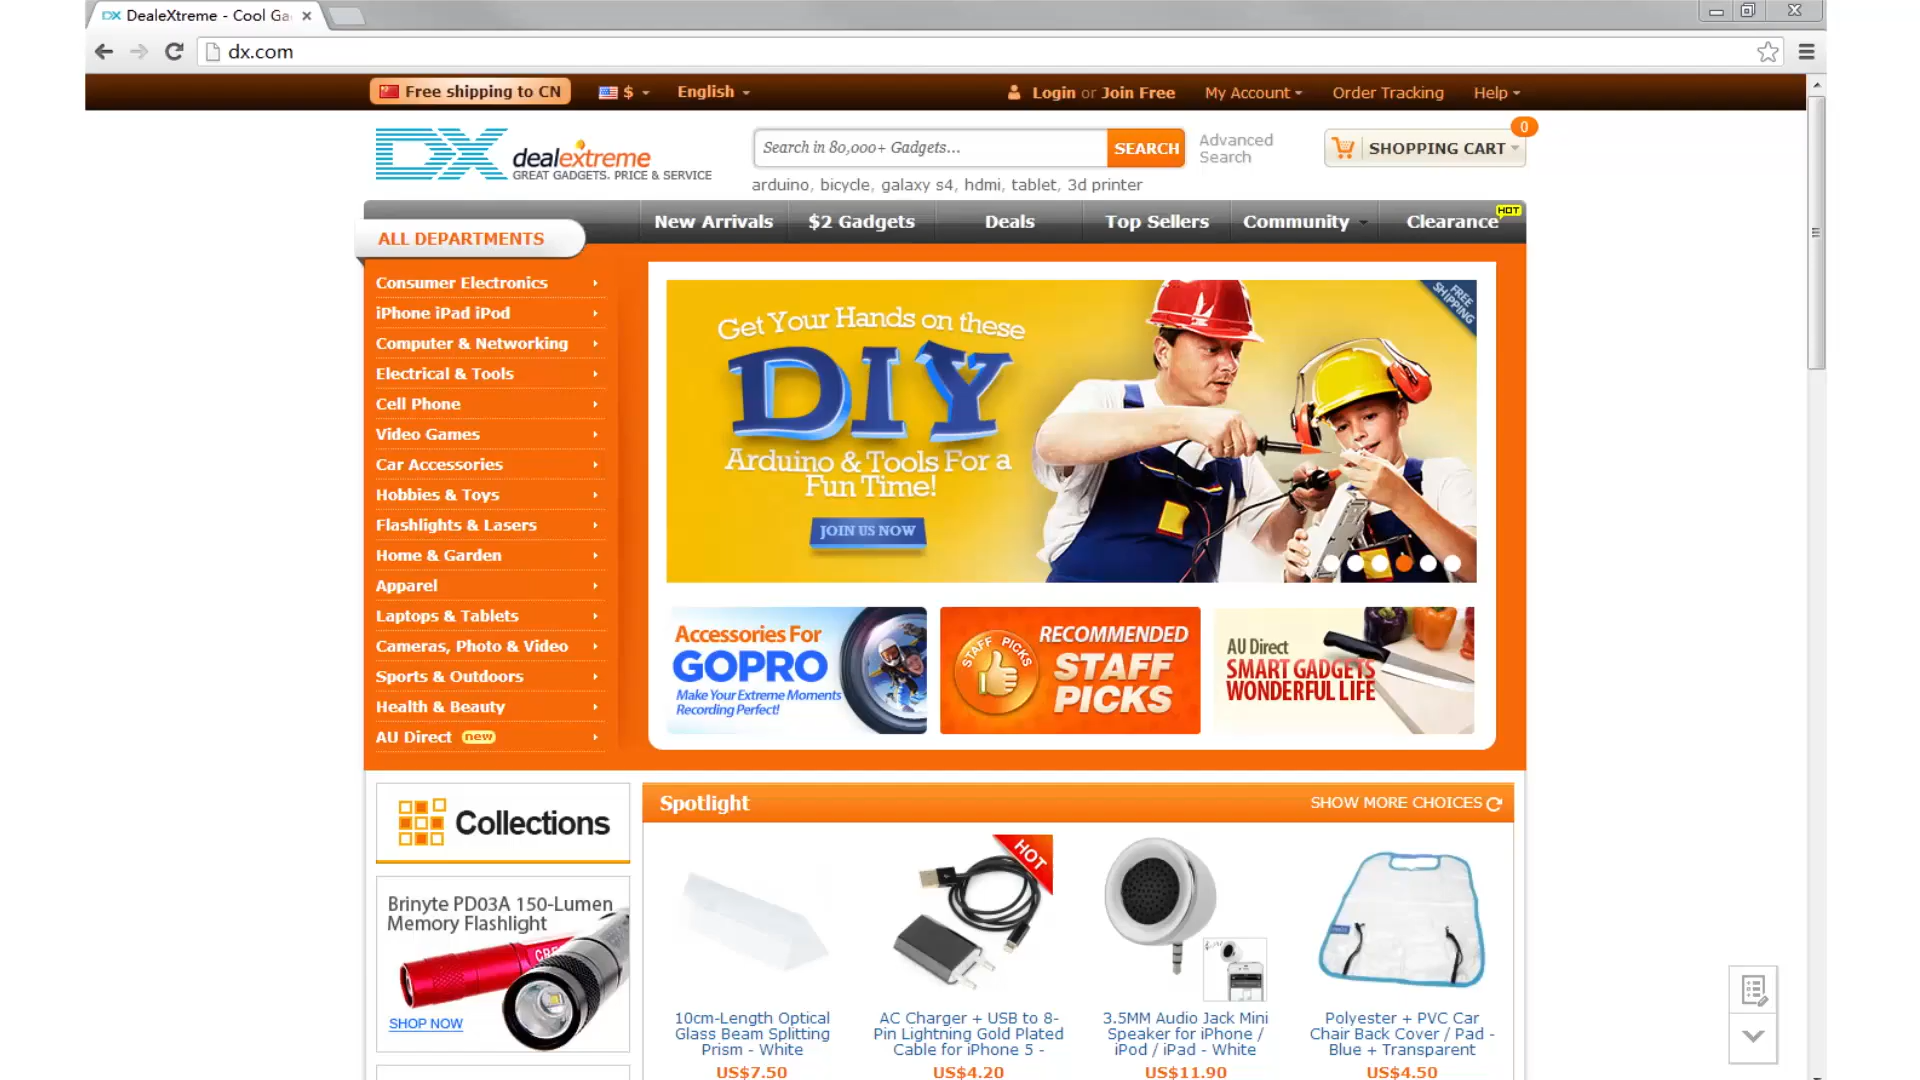 DX DealeXtreme - Cool Ga
dx.com
Free shipping to CN
$
English
Login or Join Free
My Account
Order Tracking
Help
DX dealextreme
GREAT GADGETS. PRICE & SERVICE
Search in 80,000+ Gadgets...
SEARCH
Advanced
Search
0
SHOPPING CART
arduino, bicycle, galaxy s4, hdmi, tablet, 3d printer
ALL DEPARTMENTS
New Arrivals
$2 Gadgets
Deals
Top Sellers
Community
Clearance
HOT
Consumer Electronics
iPhone iPad iPod
Computer & Networking
Electrical & Tools
Cell Phone
Video Games
Car Accessories
Hobbies & Toys
Flashlights & Lasers
Home & Garden
Apparel
Laptops & Tablets
Cameras, Photo & Video
Sports & Outdoors
Health & Beauty
AU Direct new
Get Your Hands on these
DIY
Arduino & Tools For a
Fun Time!
JOIN US NOW
FREE
SHIPPING
Accessories For
GOPRO
Make Your Extreme Moments
Recording Perfect!
STAFF PICKS
RECOMMENDED
STAFF
PICKS
AU Direct
SMART GADGETS
WONDERFUL LIFE
Collections
Brinyte PD03A 150-Lumen
Memory Flashlight
SHOP NOW
Spotlight
SHOW MORE CHOICES
HOT
10cm-Length Optical
Glass Beam Splitting
Prism - White
US$7.50
AC Charger + USB to 8-
Pin Lightning Gold Plated
Cable for iPhone 5 -
US$4.20
3.5MM Audio Jack Mini
Speaker for iPhone /
iPod / iPad - White
US$11.90
Polyester + PVC Car
Chair Back Cover / Pad -
Blue + Transparent
US$4.50